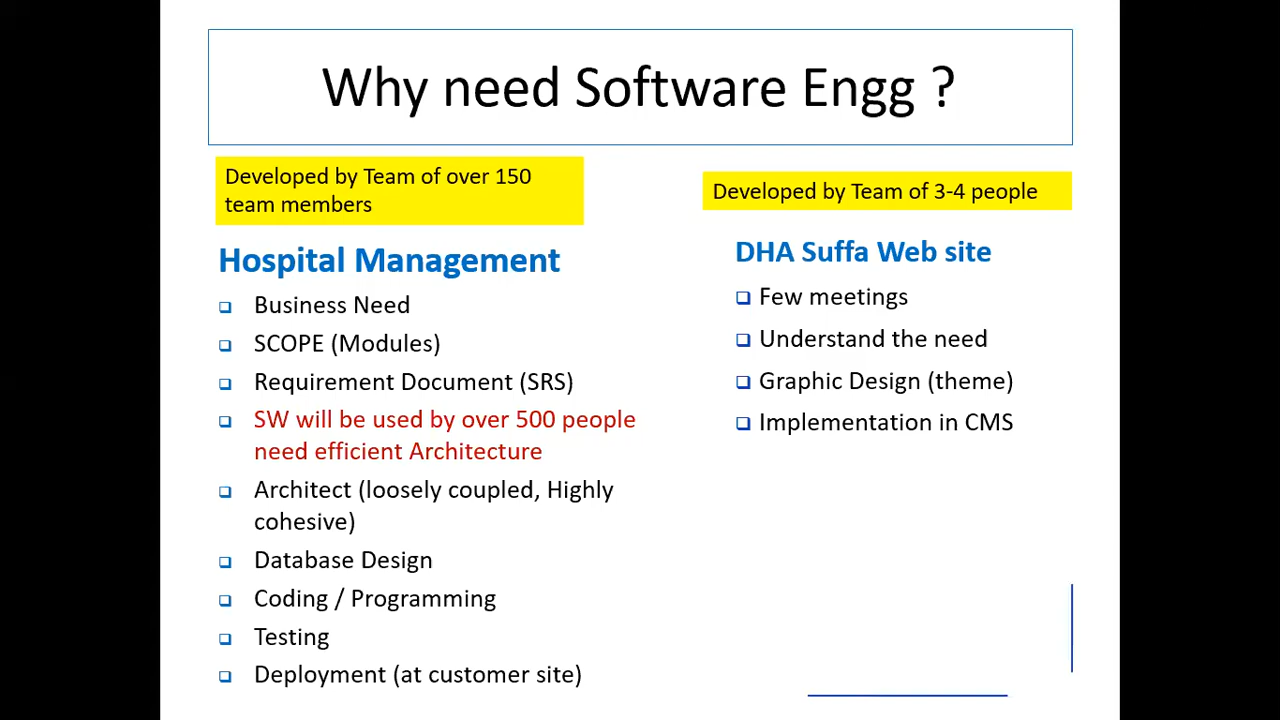 Why need Software Engg ?
Developed by Team of over 150
team members
Hospital Management
Business Need
SCOPE (Modules)
Requirement Document (SRS)
SW will be used by over 500 people
need efficient Architecture
Architect (loosely coupled, Highly
cohesive)
Database Design
Coding / Programming
Testing
Deployment (at customer site)
Developed by Team of 3-4 people
DHA Suffa Web site
Few meetings
Understand the need
Graphic Design (theme)
Implementation in CMS